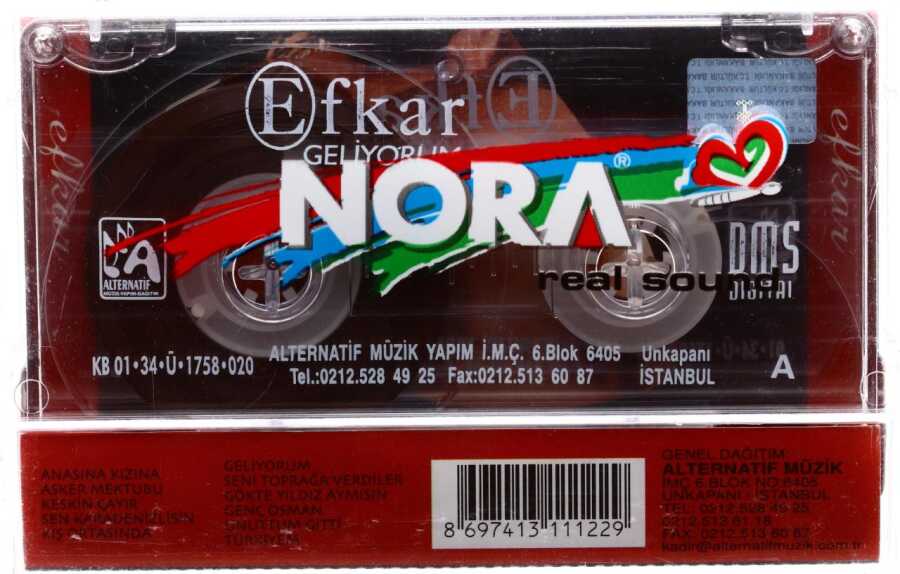 Efkar
GELİYORUM
NORA®
real sound
efkar
efkar
ALTERNATİF
MÜZİK YAPIM DAĞITIM
DMS
DIGITAL
KB 01•34•Ü•1758•020
ALTERNATİF MÜZİK YAPIM İ.M.Ç. 6.Blok 6405 Unkapanı
Tel.:0212.528 49 25 Fax:0212.513 60 87 İSTANBUL
A
ANASINA KIZINA
ASKER MEKTUBU
KESKİN ÇAYIR
SEN KARADENİZLİSİN
KIŞ ORTASINDA
GELİYORUM
SENİ TOPRAĞA VERDİLER
GÖKTE YILDIZ AYMISIN
GENÇ OSMAN
UNUTTUM GİTTİ
TÜRKİYEM
8 697413 111229
GENEL DAĞITIM:
ALTERNATİF MÜZİK
İMÇ 6.BLOK NO:6405
UNKAPANI - İSTANBUL
TEL: 0212.528 49 25
0212.513 61 18
FAX: 0212.513 60 87
kadir@alternatifmuzik.com.tr